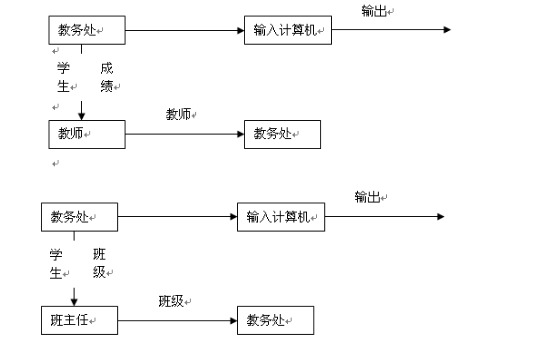 输出
教务处
输入计算机
学 成
生 绩
教师
教师
教务处
输出
教务处
输入计算机
学 班
生 级
班级
班主任
教务处